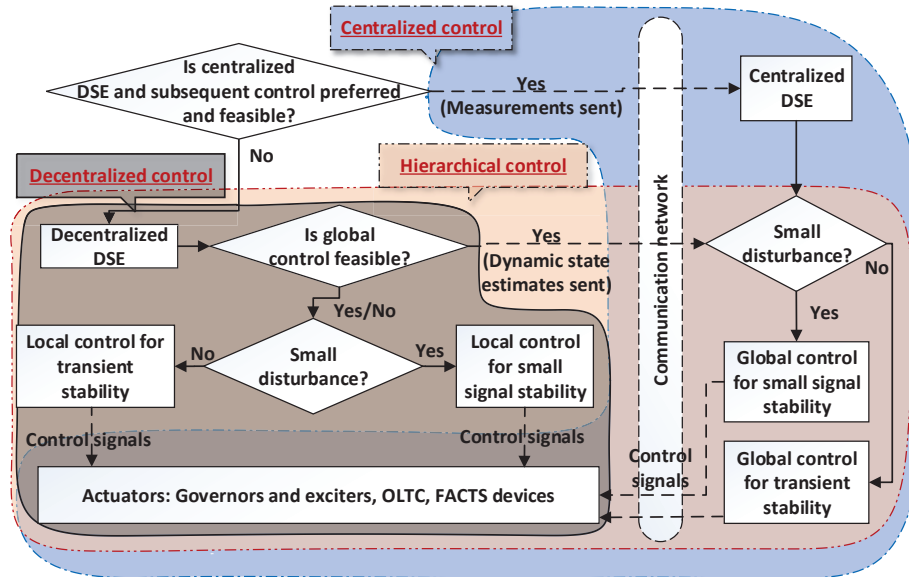 Centralized control
Is centralized
DSE and subsequent control preferred
and feasible?
Yes
(Measurements sent)
Centralized
DSE
No
Decentralized control
Hierarchical control
Communication network
Decentralized
DSE
Is global
control feasible?
Yes
(Dynamic state
estimates sent)
Small
disturbance?
No
Yes/No
Yes
Local control for
transient stability
No
Small
disturbance?
Yes
Local control
for small
signal stability
Global control
for small signal
stability
Control signals
Control signals
Control
signals
Global control
for transient
stability
Actuators: Governors and exciters, OLTC, FACTS devices